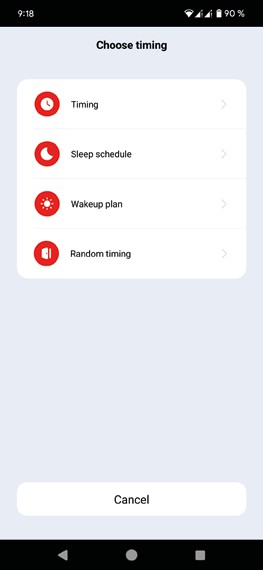 9:18
90 %
Choose timing
Timing
Sleep schedule
Wakeup plan
Random timing
Cancel